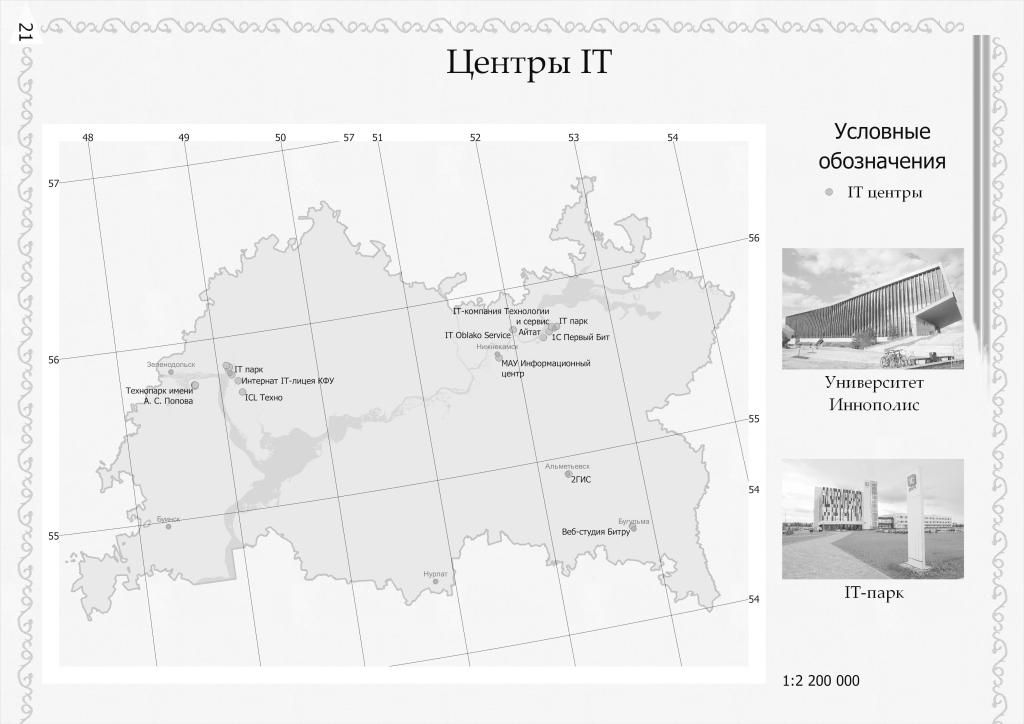 21
Центры IT
48
49
50
57
51
52
53
54
57
56
56
55
55
54
54
Зеленодольск
IT парк
Интернат IT-лицея КФУ
Технопарк имени
А. С. Попова
ICL Техно
IT-компания Технологии
и сервис
IT парк
IT Oblako Service
Айтат
1С Первый Бит
Нижнекамск
МАУ Информационный
центр
Альметьевск
2ГИС
Буинск
Бугульма
Веб-студия Битру
Нурлат
Условные
обозначения
IT центры
Университет
Иннополис
IT-парк
1:2 200 000